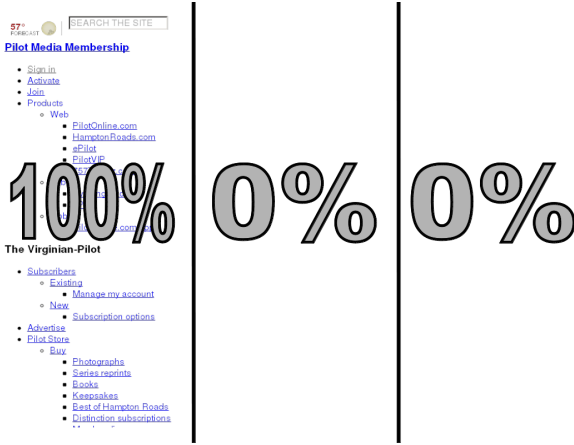 57°
FORECAST
SEARCH THE SITE
Pilot Media Membership
Sign in
Activate
Join
Products
Web
PilotOnline.com
HamptonRoads.com
ePilot
PilotVIP
100%
0%
0%
The Virginian-Pilot
Subscribers
Existing
Manage my account
New
Subscription options
Advertise
Pilot Store
Buy
Photographs
Series reprints
Books
Keepsakes
Best of Hampton Roads
Distinction subscriptions